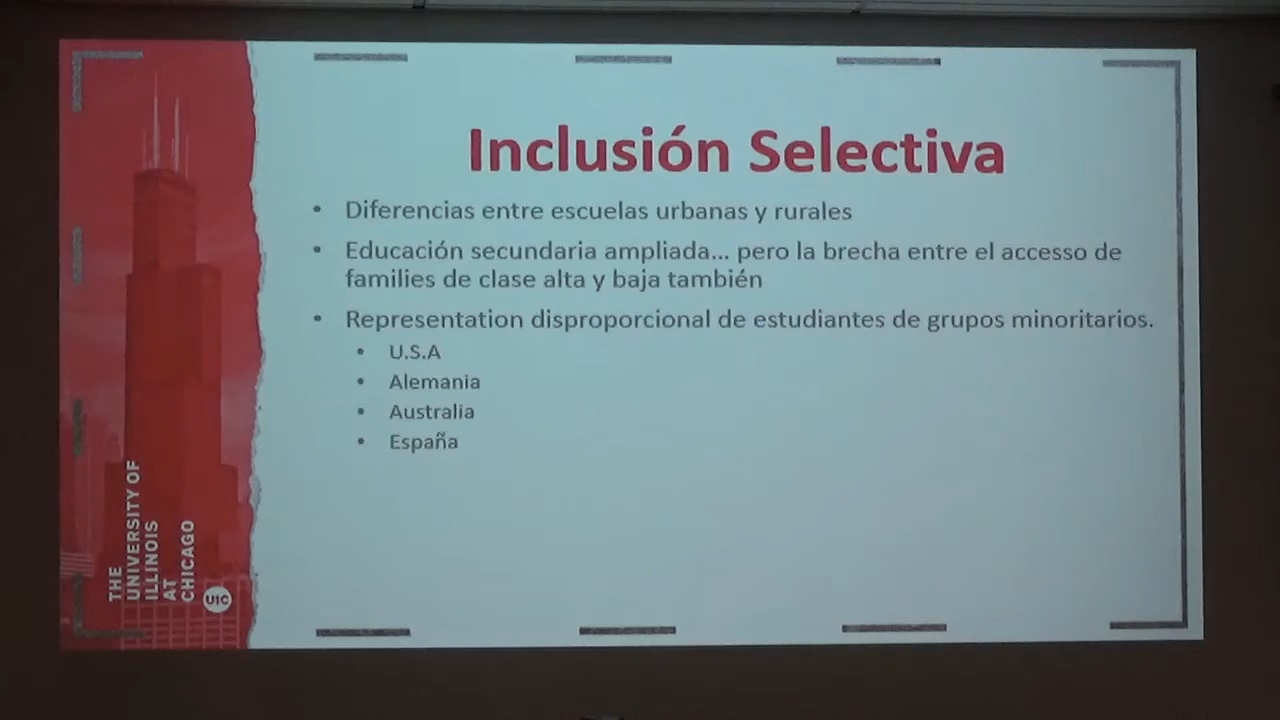 Inclusión Selectiva
• Diferencias entre escuelas urbanas y rurales
• Educación secundaria ampliada... pero la brecha entre el accesso de
families de clase alta y baja también
• Representation disproporcional de estudiantes de grupos minoritarios.
• U.S.A
• Alemania
• Australia
• España
THE
UNIVERSITY OF
ILLINOIS
AT
CHICAGO
UIC